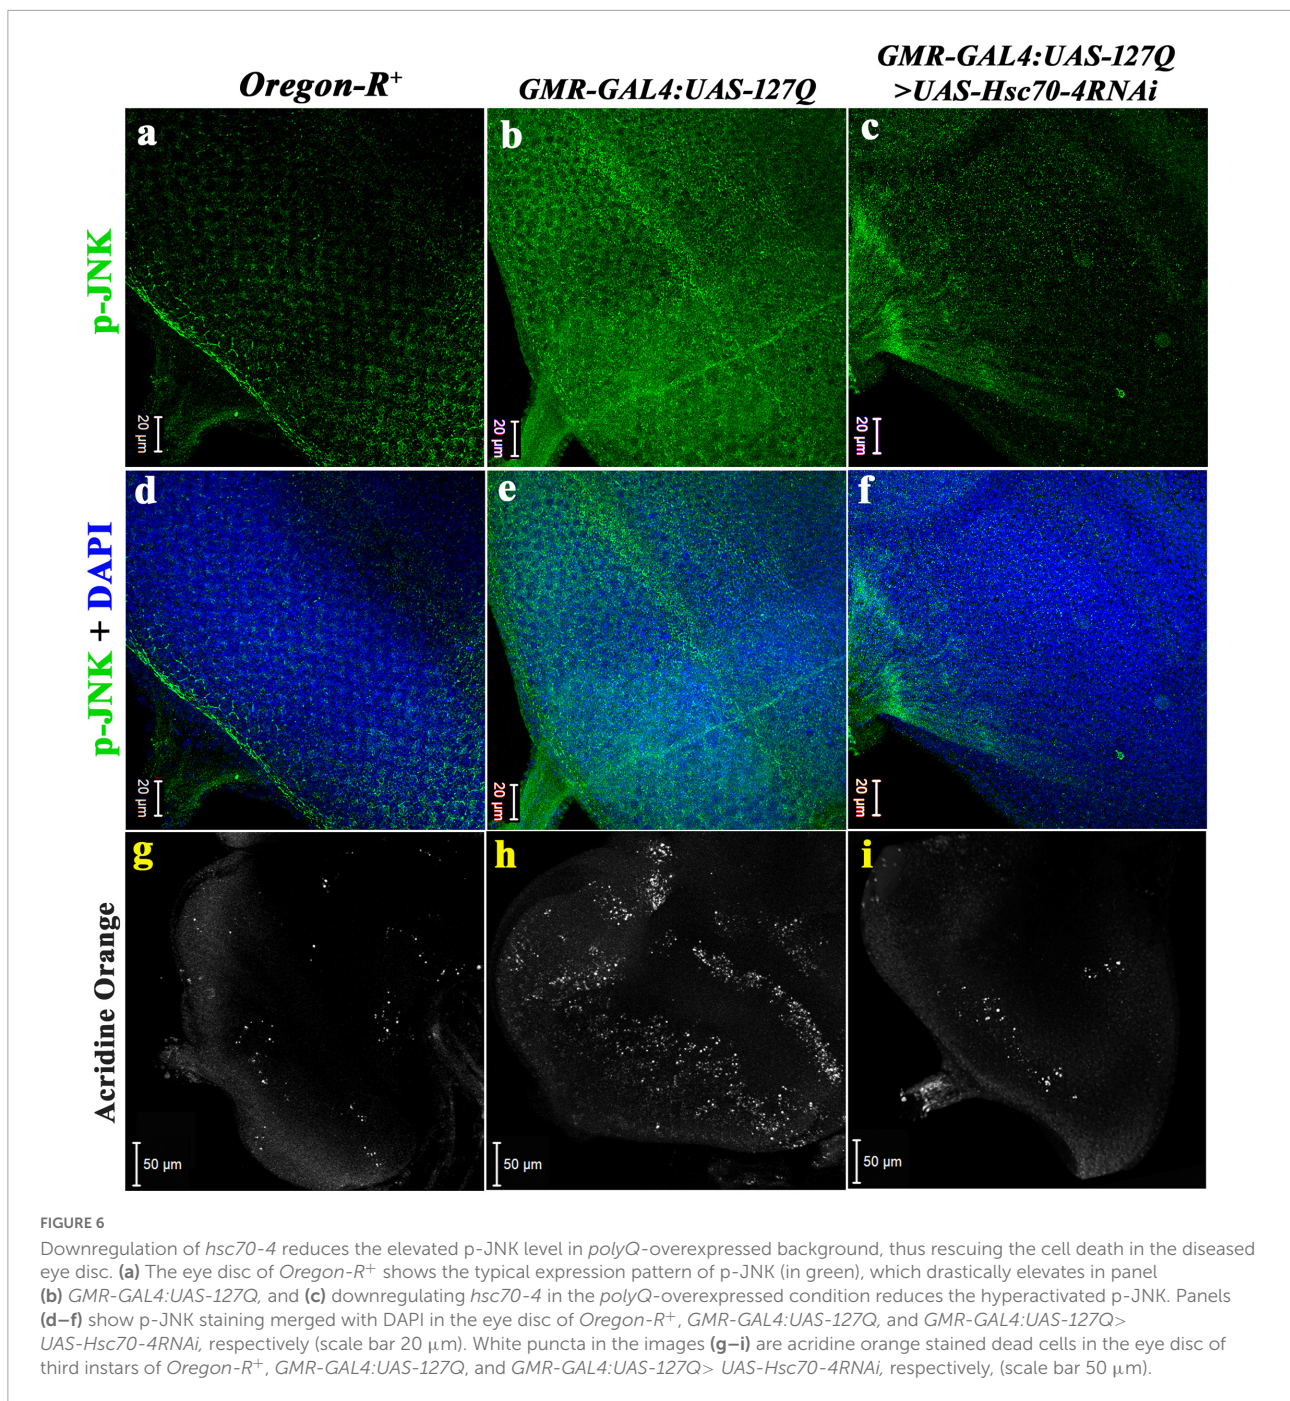 Oregon-R+
GMR-GAL4:UAS-127Q
GMR-GAL4:UAS-127Q
>UAS-Hsc70-4RNAi
p-JNK
a
20 µm
b
20 µm
c
20 µm
p-JNK + DAPI
d
20 µm
e
20 µm
f
20 µm
Acridine Orange
g
50 µm
h
50 µm
i
50 µm
FIGURE 6
Downregulation of hsc70-4 reduces the elevated p-JNK level in polyQ-overexpressed background, thus rescuing the cell death in the diseased
eye disc. (a) The eye disc of Oregon-R+ shows the typical expression pattern of p-JNK (in green), which drastically elevates in panel
(b) GMR-GAL4:UAS-127Q, and (c) downregulating hsc70-4 in the polyQ-overexpressed condition reduces the hyperactivated p-JNK. Panels
(d–f) show p-JNK staining merged with DAPI in the eye disc of Oregon-R+, GMR-GAL4:UAS-127Q, and GMR-GAL4:UAS-127Q>
UAS-Hsc70-4RNAi, respectively (scale bar 20 µm). White puncta in the images (g–i) are acridine orange stained dead cells in the eye disc of
third instars of Oregon-R+, GMR-GAL4:UAS-127Q, and GMR-GAL4:UAS-127Q> UAS-Hsc70-4RNAi, respectively, (scale bar 50 µm).